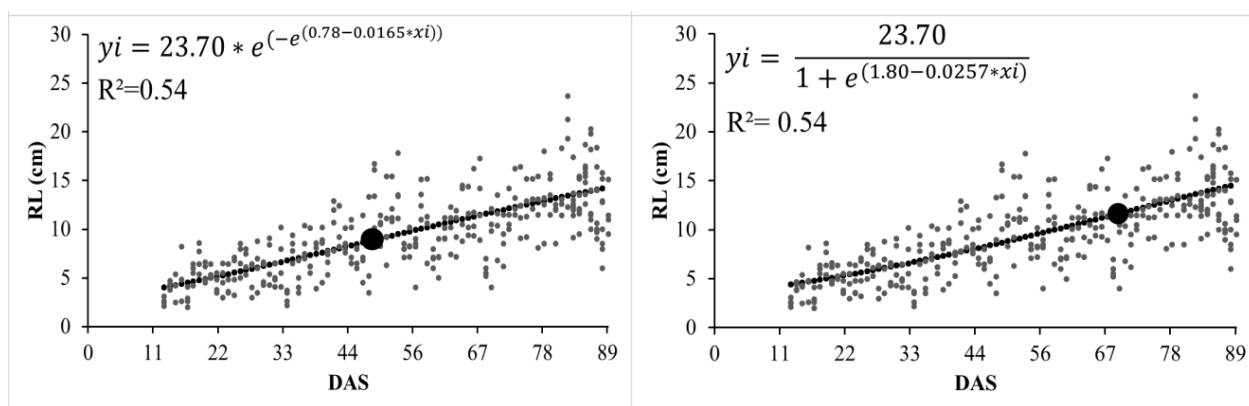 yi = 23.70 * e^(−e^(0.78−0.0165*xi))
R²=0.54
30
25
20
15
10
5
0
RL (cm)
0 11 22 33 44 56 67 78 89
DAS
yi = 23.70 / 1 + e^(1.80−0.0257*xi)
R²= 0.54
30
25
20
15
10
5
0
RL (cm)
0 11 22 33 44 56 67 78 89
DAS